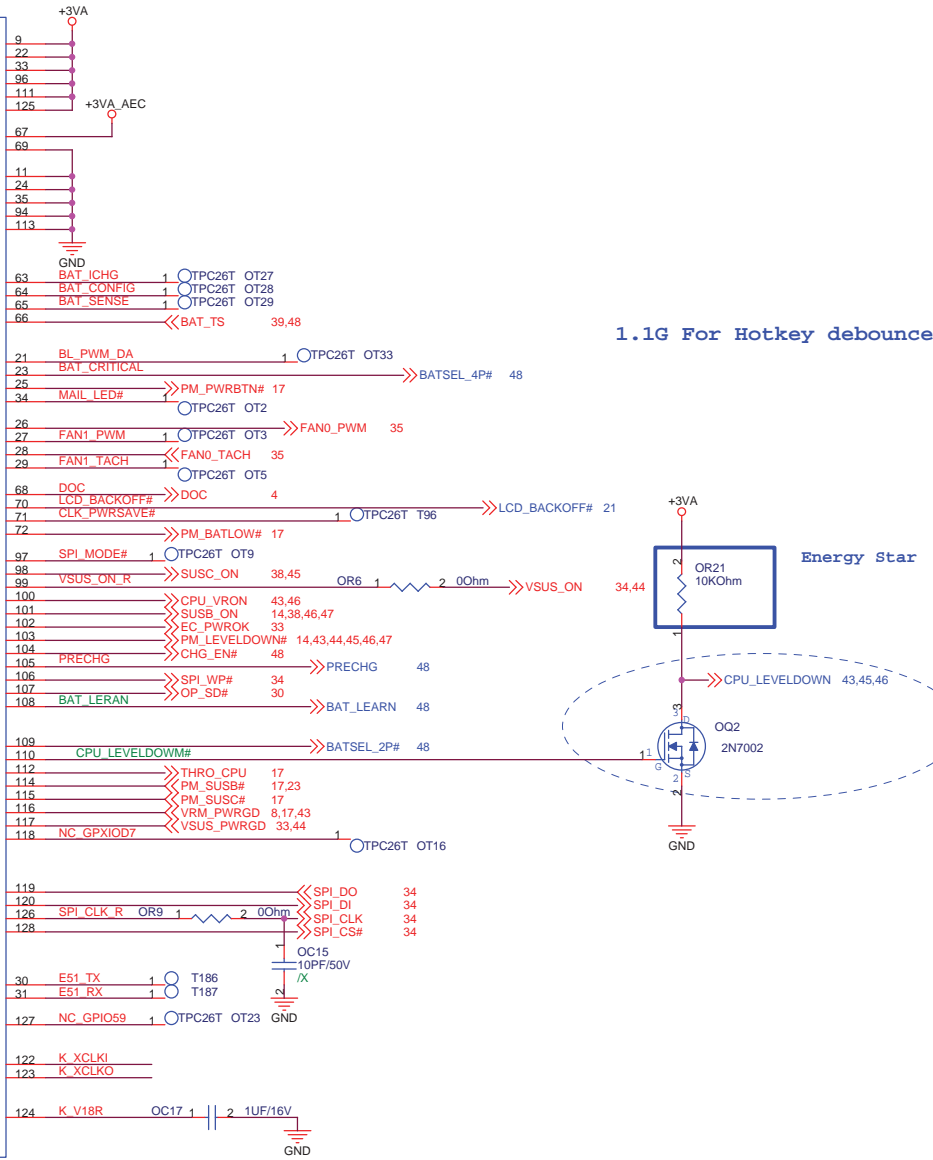 +3VA
9
22
33
96
111
125
+3VA_AEC
67
69
11
24
35
94
113
GND
63 BAT_ICHG 1 TPC26T OT27
64 BAT_CONFIG 1 TPC26T OT28
65 BAT_SENSE 1 TPC26T OT29
66 BAT_TS 39,48
1.1G For Hotkey debounce
21 BL_PWM_DA 1 TPC26T OT33
23 BAT_CRITICAL BATSEL_4P# 48
25 PM_PWRBTN# 17
34 MAIL_LED# 1 TPC26T OT2
26 FAN0_PWM 35
27 FAN1_PWM 1 TPC26T OT3
28 FAN0_TACH 35
29 FAN1_TACH 1 TPC26T OT5
68 DOC DOC 4
70 LCD_BACKOFF# LCD_BACKOFF# 21
71 CLK_PWRSAVE# 1 TPC26T T96
72 PM_BATLOW# 17
97 SPI_MODE# 1 TPC26T OT9
98 SUSC_ON 38,45
99 VSUS_ON_R OR6 1 2 0Ohm VSUS_ON 34,44
100 CPU_VRON 43,46
101 SUSB_ON 14,38,46,47
102 EC_PWROK 33
103 PM_LEVELDOWN# 14,43,44,45,46,47
104 CHG_EN# 48
105 PRECHG PRECHG 48
106 SPI_WP# 34
107 OP_SD# 30
108 BAT_LERAN BAT_LEARN 48
109 BATSEL_2P# 48
110 CPU_LEVELDOWM#
112 THRO_CPU 17
114 PM_SUSB# 17,23
115 PM_SUSC# 17
116 VRM_PWRGD 8,17,43
117 VSUS_PWRGD 33,44
118 NC_GPXIOD7 1 TPC26T OT16
+3VA
2
OR21
10KOhm
1
Energy Star
CPU_LEVELDOWN 43,45,46
3
3 D
OQ2
2N7002
1 1
G
2 S
2
GND
119 SPI_DO 34
120 SPI_DI 34
126 SPI_CLK_R OR9 1 2 0Ohm SPI_CLK 34
128 SPI_CS# 34
1
OC15
10PF/50V
/X
2
GND
30 E51_TX 1 T186
31 E51_RX 1 T187
127 NC_GPIO59 1 TPC26T OT23
122 K_XCLKI
123 K_XCLKO
124 K_V18R OC17 1 2 1UF/16V
GND